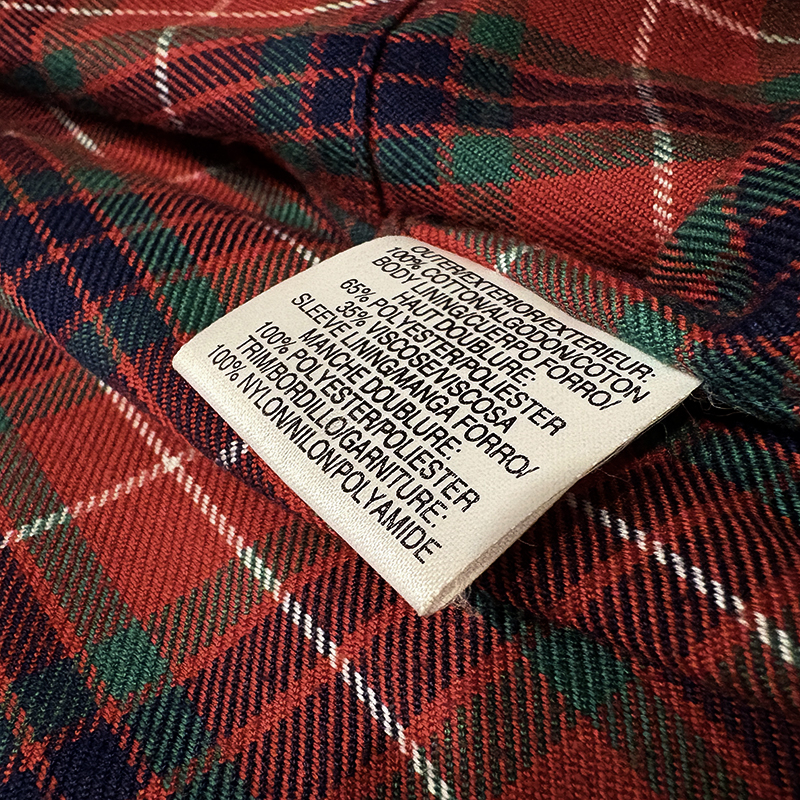 OUTER/EXTERIOR/EXTERIEUR:
100% COTTON/ALGODON/COTON
BODY LINING/CUERPO FORRO/
HAUT DOUBLURE:
65% POLYESTER/POLIÉSTER
35% VISCOSE/VISCOSA
SLEEVE LINING/MANGA FORRO/
MANCHE DOUBLURE:
100% POLYESTER/POLIESTER
TRIM/BORDILLO/GARNITURE:
100% NYLON/NILON/POLYAMIDE